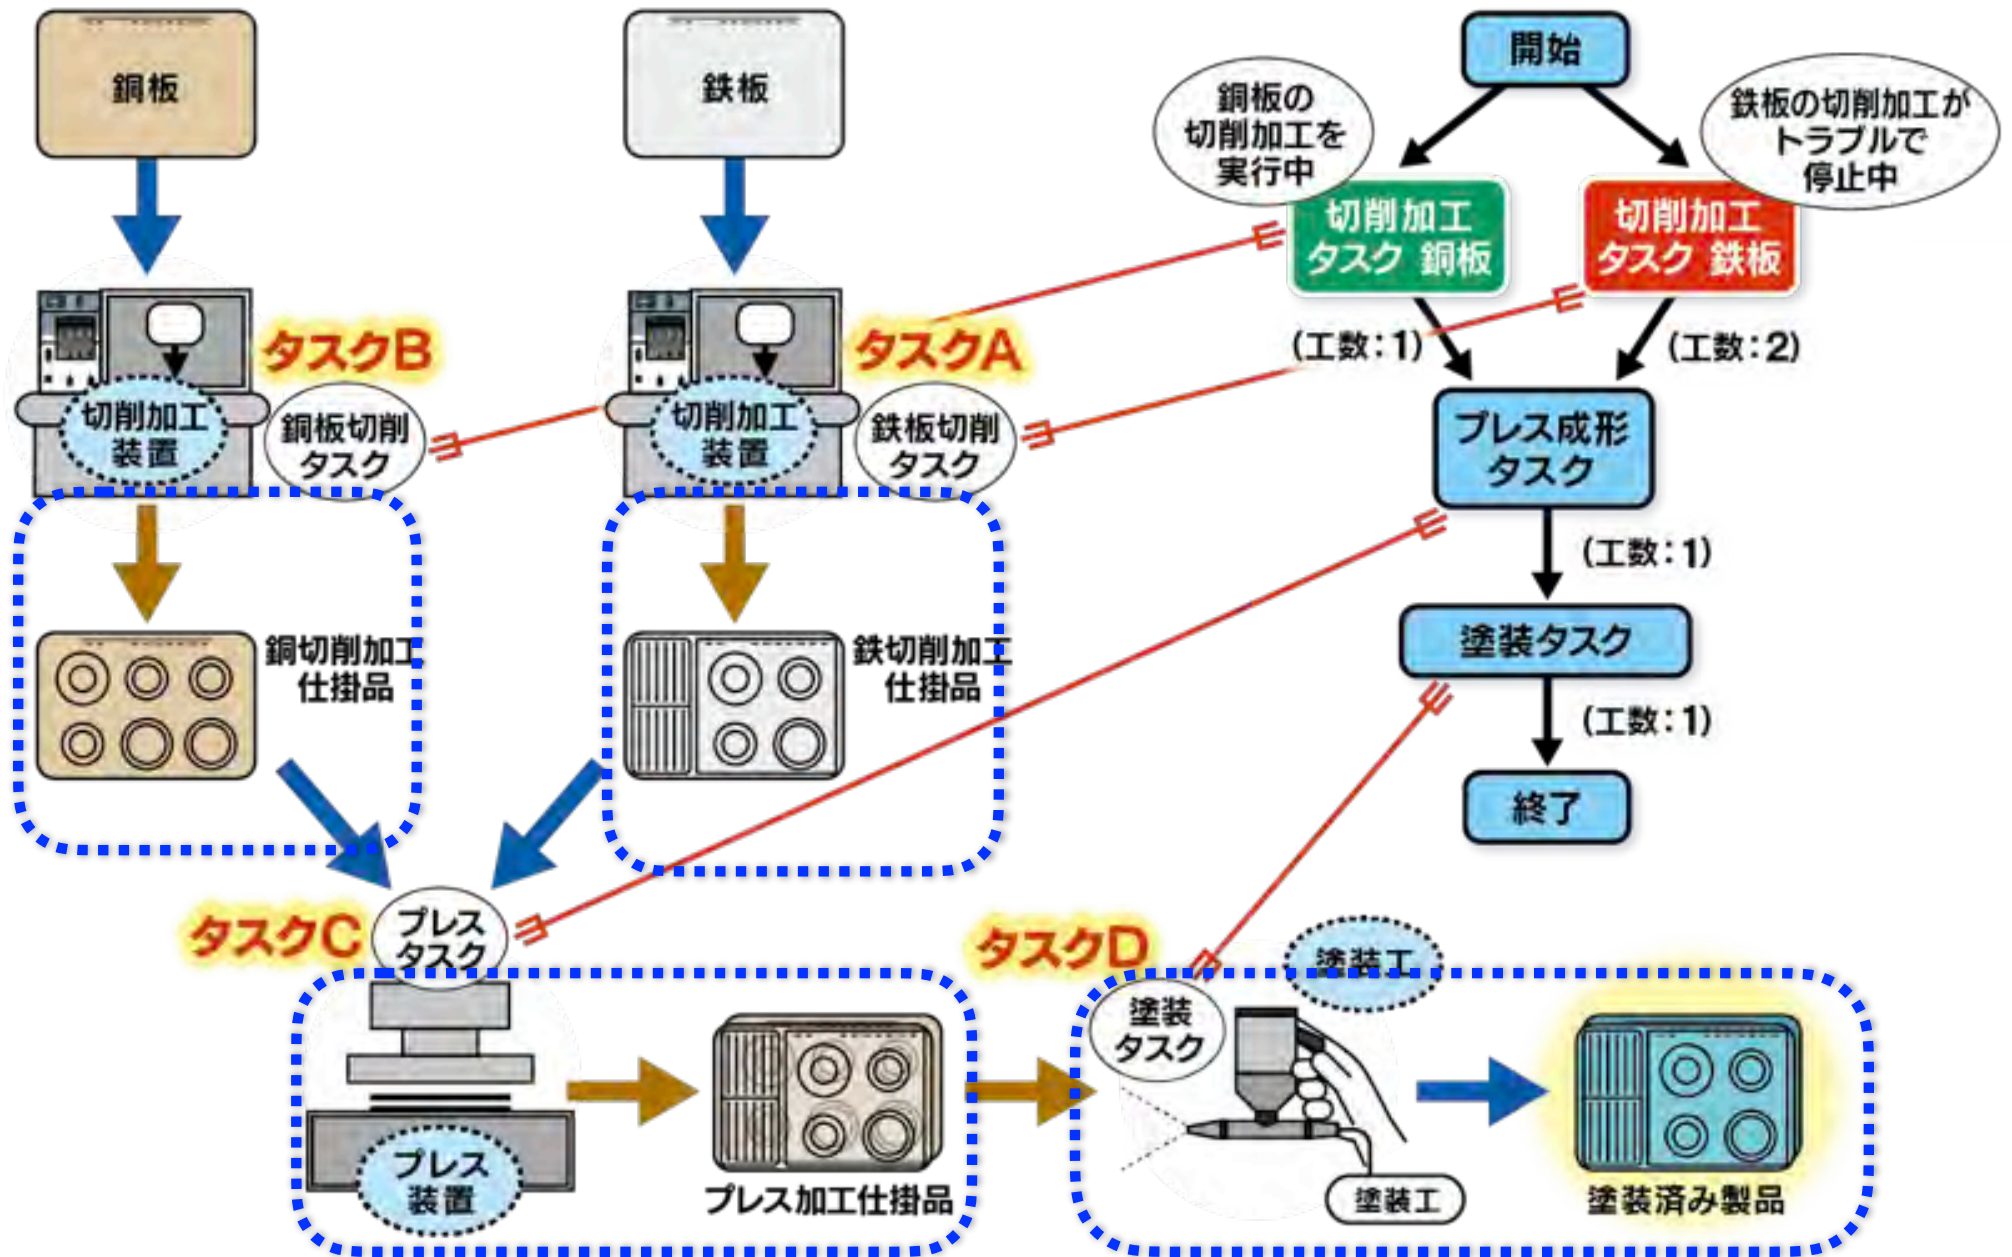 銅板
鉄板
開始
銅板の
切削加工を
実行中
鉄板の切削加工が
トラブルで
停止中
切削加工
タスク 銅板
切削加工
タスク 鉄板
(工数:1)
(工数:2)
タスクB
タスクA
切削加工
装置
銅板切削
タスク
切削加工
装置
鉄板切削
タスク
プレス成形
タスク
(工数:1)
銅切削加工
仕掛品
鉄切削加工
仕掛品
塗装タスク
(工数:1)
終了
タスクC
プレス
タスク
タスクD
塗装工
塗装
タスク
プレス
装置
プレス加工仕掛品
塗装工
塗装済み製品